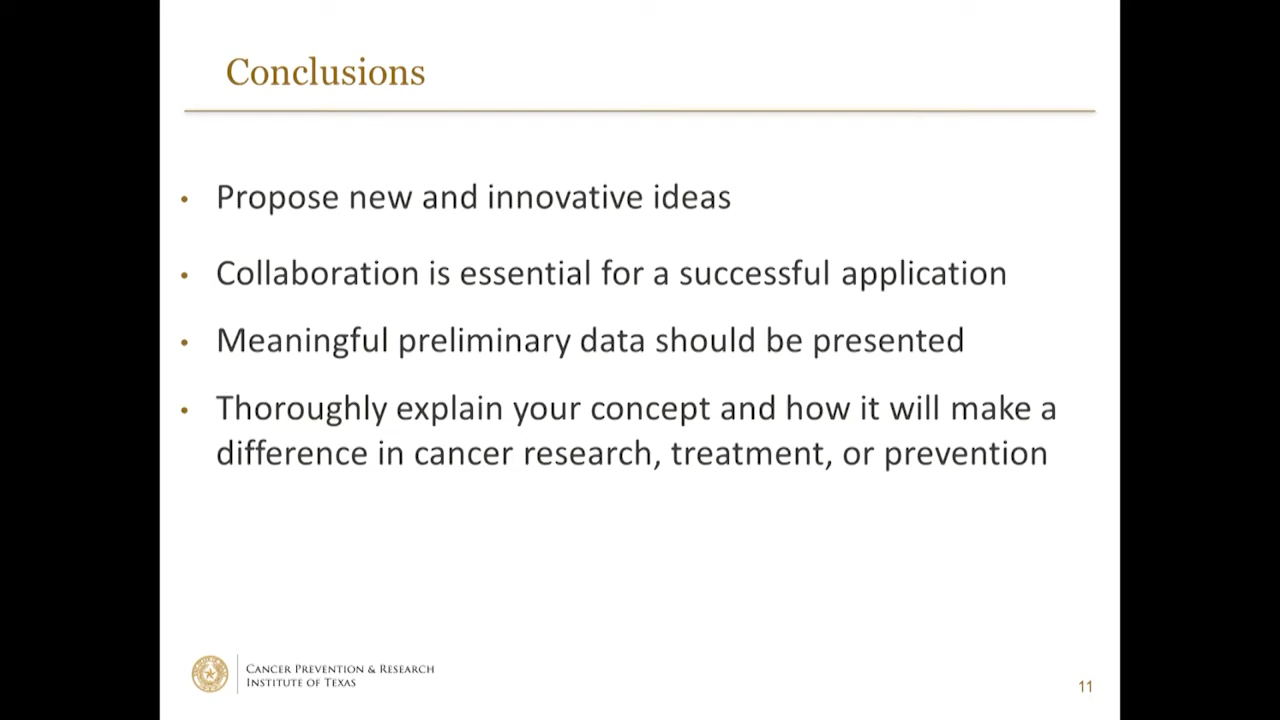 Conclusions
• Propose new and innovative ideas
• Collaboration is essential for a successful application
• Meaningful preliminary data should be presented
• Thoroughly explain your concept and how it will make a
difference in cancer research, treatment, or prevention
CANCER PREVENTION & RESEARCH
INSTITUTE OF TEXAS
11